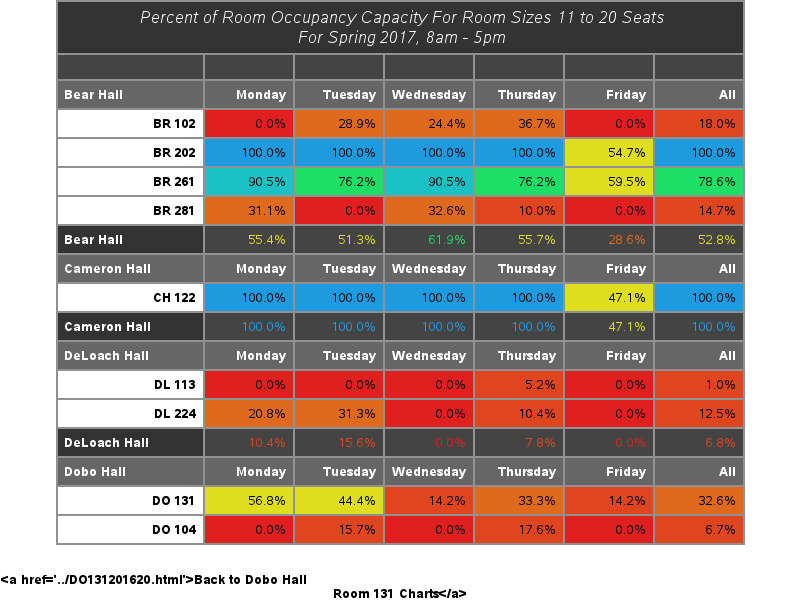 Percent of Room Occupancy Capacity For Room Sizes 11 to 20 Seats
For Spring 2017, 8am - 5pm
Bear Hall Monday Tuesday Wednesday Thursday Friday All
BR 102 0.0% 28.9% 24.4% 36.7% 0.0% 18.0%
BR 202 100.0% 100.0% 100.0% 100.0% 54.7% 100.0%
BR 261 90.5% 76.2% 90.5% 76.2% 59.5% 78.6%
BR 281 31.1% 0.0% 32.6% 10.0% 0.0% 14.7%
Bear Hall 55.4% 51.3% 61.9% 55.7% 28.6% 52.8%
Cameron Hall Monday Tuesday Wednesday Thursday Friday All
CH 122 100.0% 100.0% 100.0% 100.0% 47.1% 100.0%
Cameron Hall 100.0% 100.0% 100.0% 100.0% 47.1% 100.0%
DeLoach Hall Monday Tuesday Wednesday Thursday Friday All
DL 113 0.0% 0.0% 0.0% 5.2% 0.0% 1.0%
DL 224 20.8% 31.3% 0.0% 10.4% 0.0% 12.5%
DeLoach Hall 10.4% 15.6% 0.0% 7.8% 0.0% 6.8%
Dobo Hall Monday Tuesday Wednesday Thursday Friday All
DO 131 56.8% 44.4% 14.2% 33.3% 14.2% 32.6%
DO 104 0.0% 15.7% 0.0% 17.6% 0.0% 6.7%
<a href='../DO131201620.html'>Back to Dobo Hall
Room 131 Charts</a>